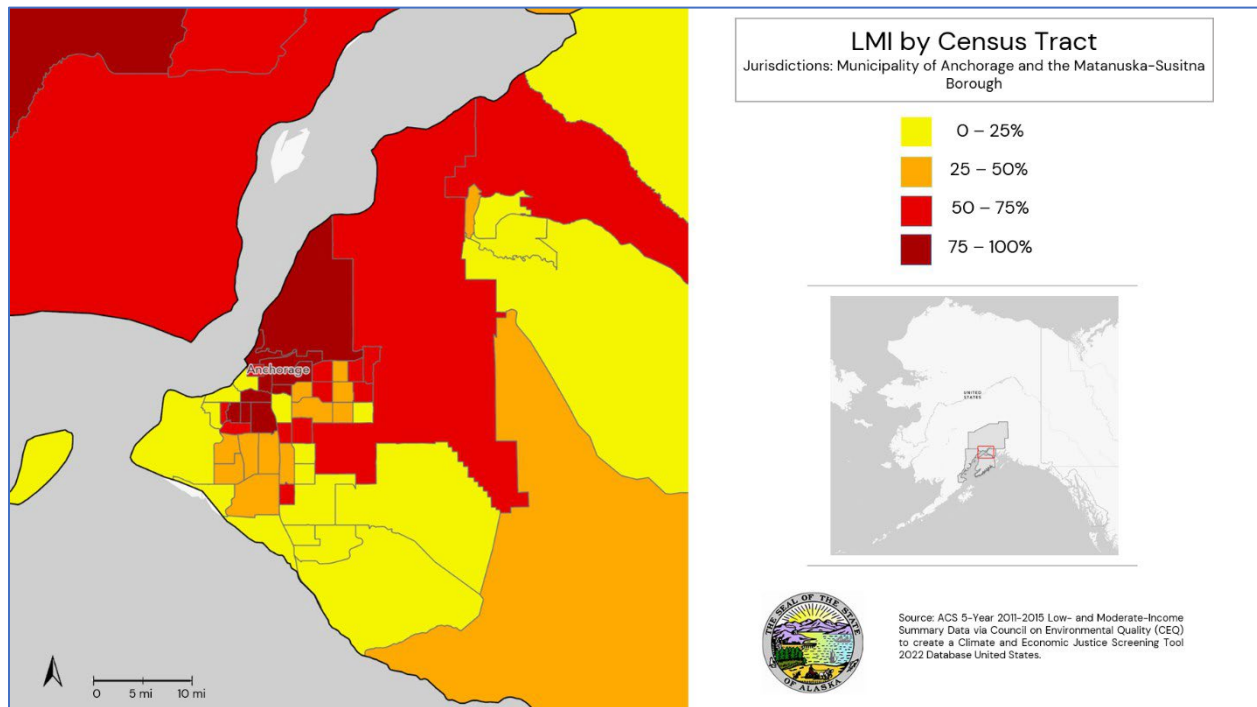 LMI by Census Tract
Jurisdictions: Municipality of Anchorage and the Matanuska-Susitna
Borough
0 – 25%
25 – 50%
50 – 75%
75 – 100%
Anchorage
UNITED
STATES
0 5 mi 10 mi
THE SEAL OF THE STATE
OF ALASKA
Source: ACS 5-Year 2011-2015 Low- and Moderate-Income
Summary Data via Council on Environmental Quality (CEQ)
to create a Climate and Economic Justice Screening Tool
2022 Database United States.